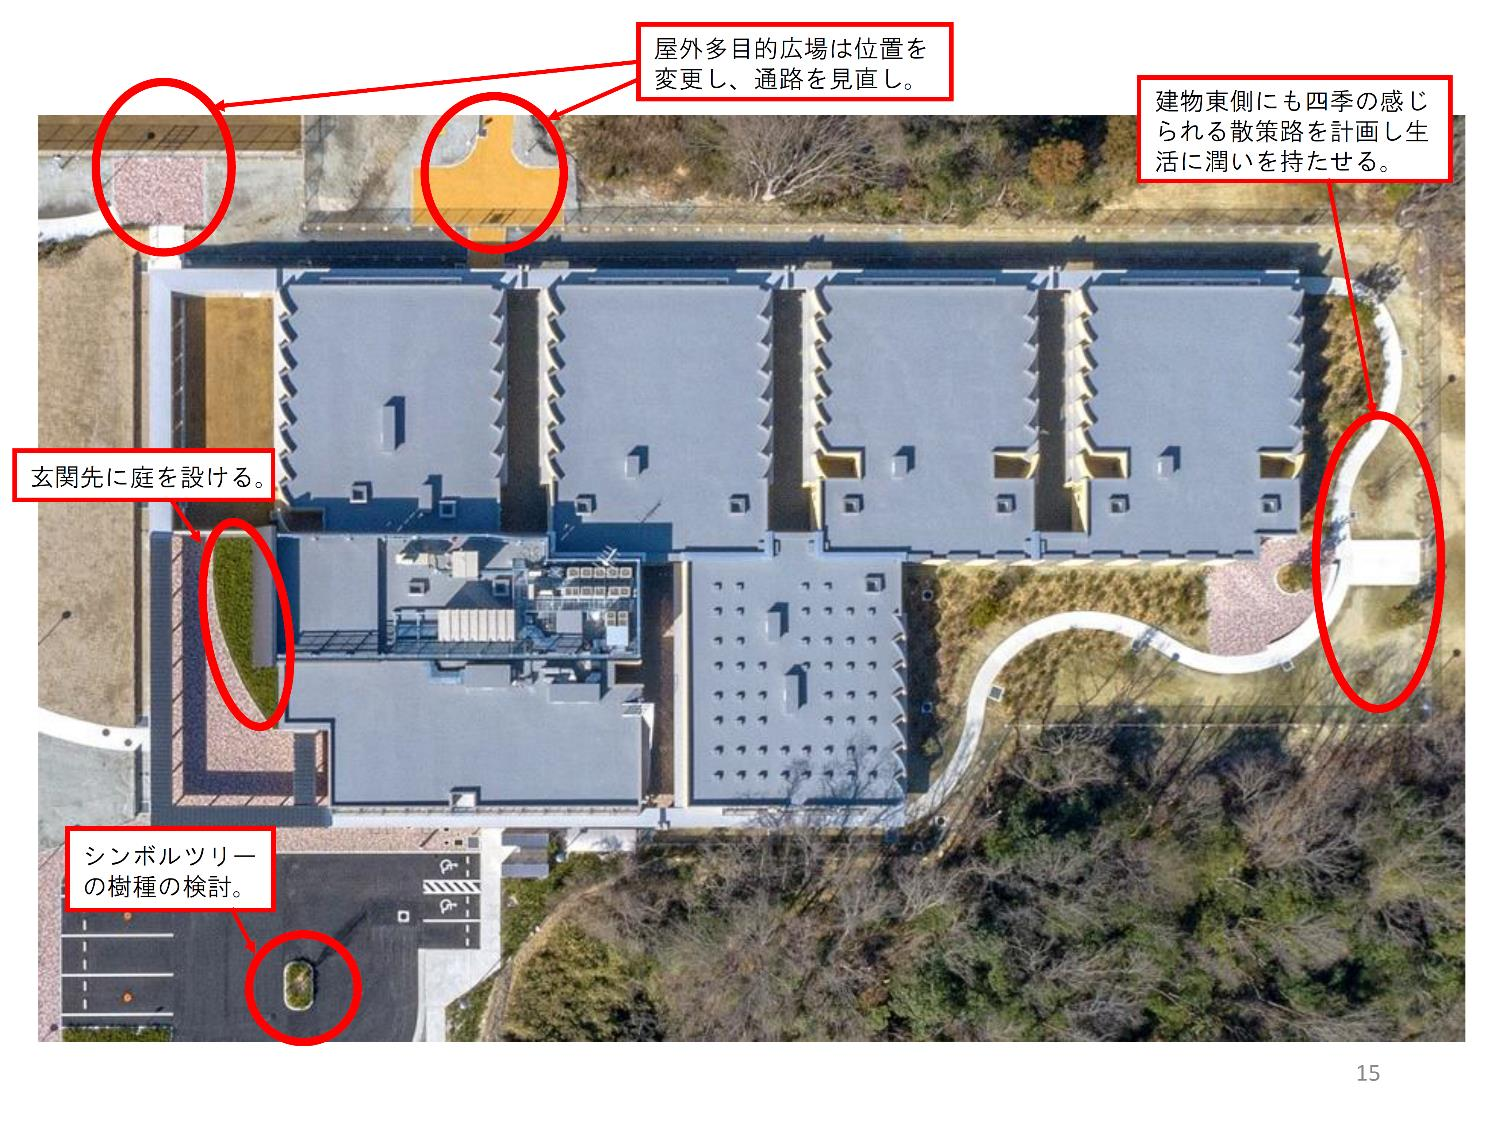 屋外多目的広場は位置を
変更し、通路を見直し。
建物東側にも四季の感じ
られる散策路を計画し生
活に潤いを持たせる。
玄関先に庭を設ける。
シンボルツリー
の樹種の検討。
15